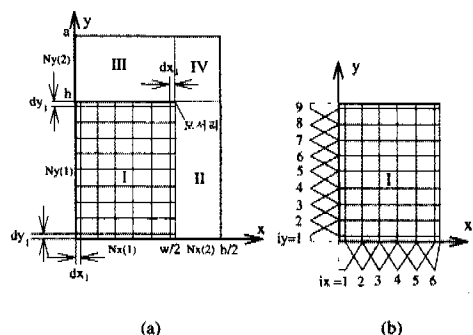 a
y
Ny(2)
III
IV
dx₁
dy₁
h
모서리
Ny(1)
I
II
dy₁
Nx(1)
w/2
Nx(2)
b/2
x
dx₁
(a)
y
9
8
7
6
5
4
3
2
iy=1
I
x
ix =1 2 3 4 5 6
(b)